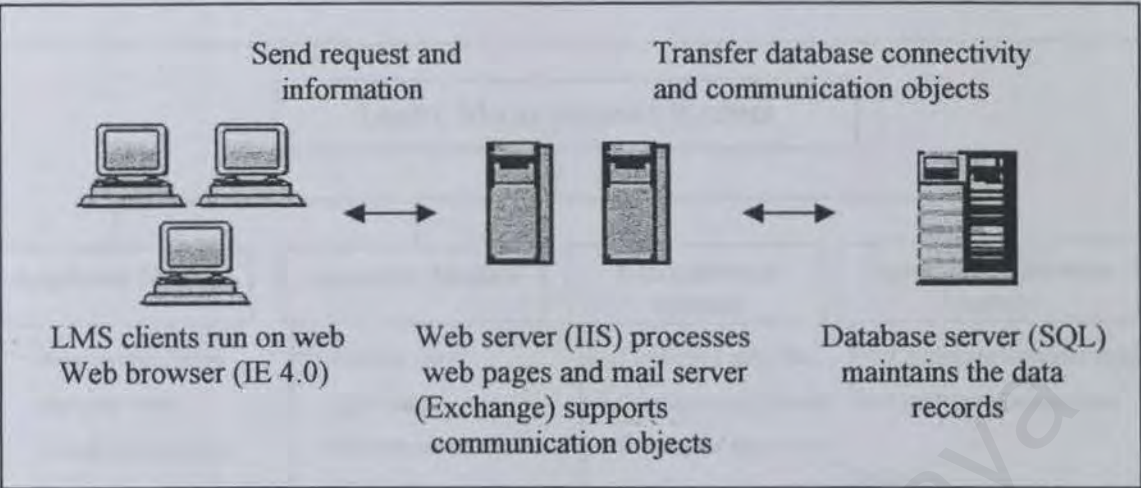 Send request and
information
Transfer database connectivity
and communication objects
LMS clients run on web
Web browser (IE 4.0)
Web server (IIS) processes
web pages and mail server
(Exchange) supports
communication objects
Database server (SQL)
maintains the data
records